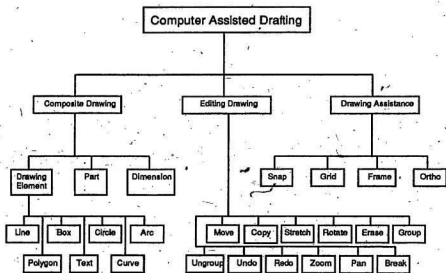 Computer Assisted Drafting
Composite Drawing
Editing Drawing
Drawing Assistance
Drawing Element
Part
Dimension
Snap
Grid
Frame
Ortho
Line
Box
Circle
Arc
Move
Copy
Stretch
Rotate
Erase
Group
Polygon
Text
Curve
Ungroup
Undo
Redo
Zoom
Pan
Break